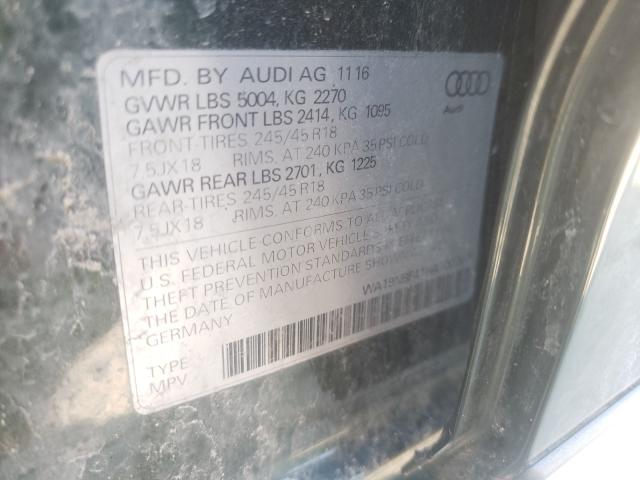 MFD. BY AUDI AG 11 16
GVWR LBS 5004, KG 2270
GAWR FRONT LBS 2414, KG 1095
FRONT-TIRES 245/45 R18
7,5JX18 RIMS, AT 240 KPA 35 PSI COLD
GAWR REAR LBS 2701, KG 1225
REAR-TIRES 245/45 R18
7,5JX18 RIMS, AT 240 KPA 35 PSI COLD
THIS VEHICLE CONFORMS TO ALL
U. S. FEDERAL MOTOR VEHICLE
THEFT PREVENTION STANDARDS IN EFFECT
THE DATE OF MANUFACTURE SHOWN
GERMANY
TYPE
MPV
Audi